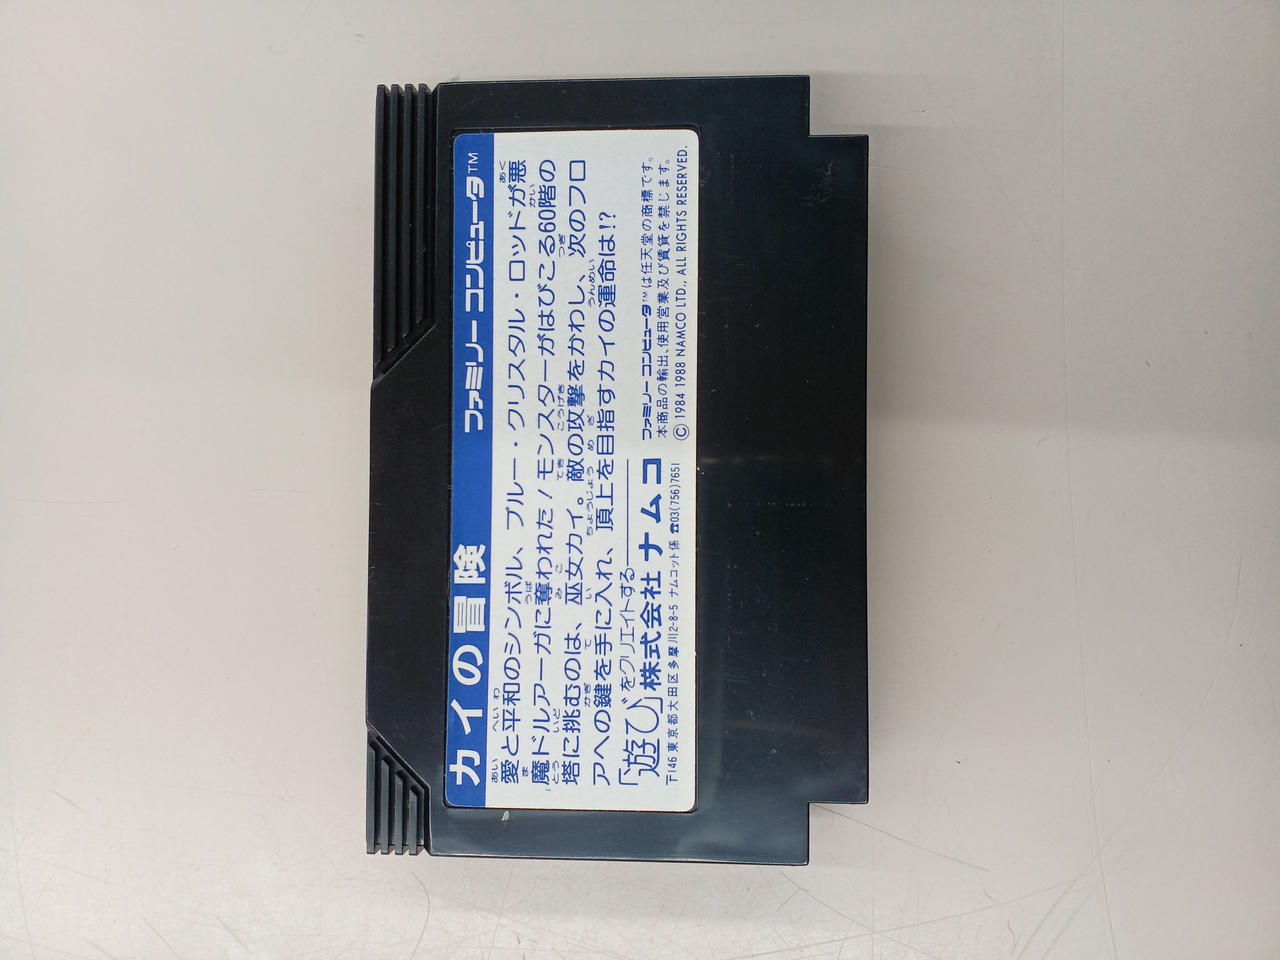 カイの冒険 ファミリー コンピュータ™
愛と平和のシンボル、ブルー・クリスタル・ロッドが悪
魔ドルアーガに奪われた!モンスターがはびこる60階の
塔に挑むのは、巫女カイ。敵の攻撃をかわし、次のフロ
アへの鍵を手に入れ、頂上を目指すカイの運命は!?
「遊び」をクリエイトする
株式会社 ナムコ
〒146 東京都大田区多摩川2-8-5 ナムコット係 ☎03(756)7651
ファミリー コンピュータ™は任天堂の商標です。
本商品の輸出、使用営業及び賃貸を禁じます。
Ⓒ 1984 1988 NAMCO LTD., ALL RIGHTS RESERVED.